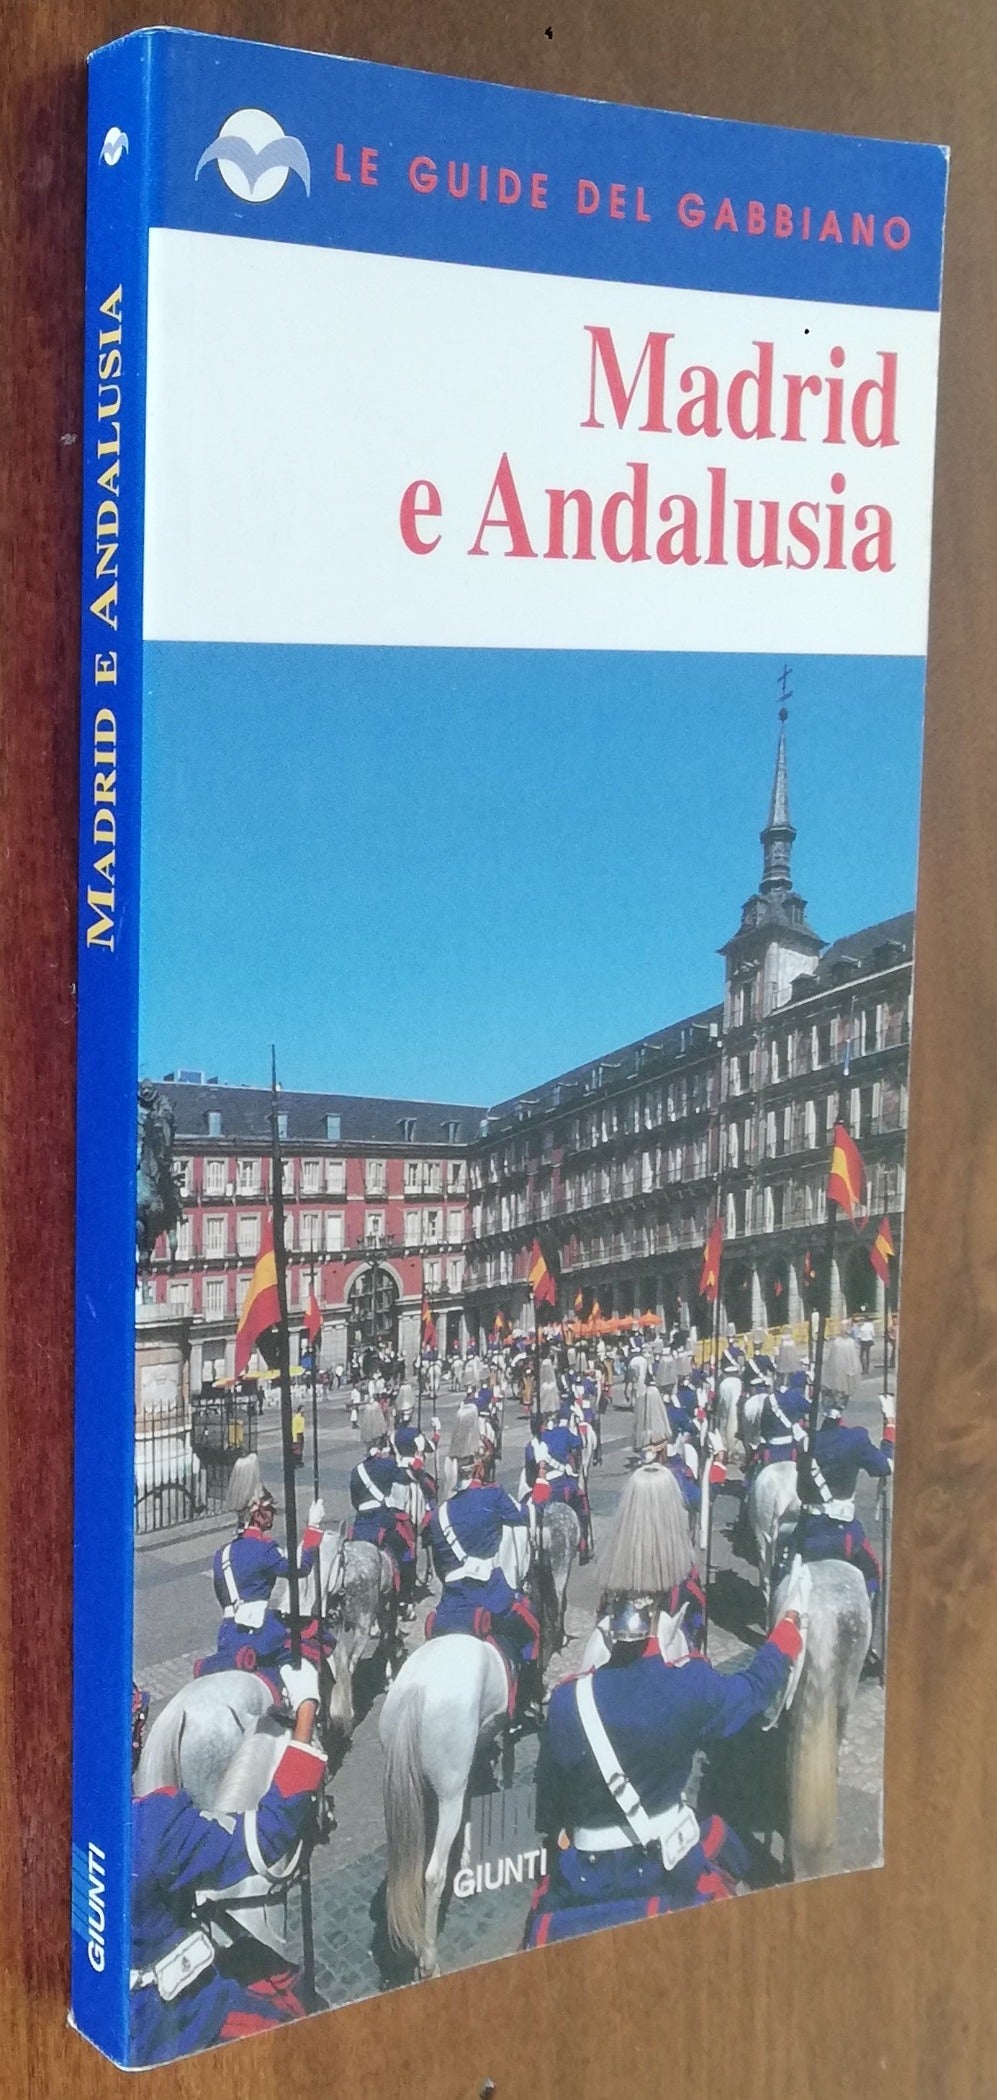 LE GUIDE DEL GABBIANO
Madrid
e Andalusia
GIUNTI
MADRID E ANDALUSIA
GIUNTI